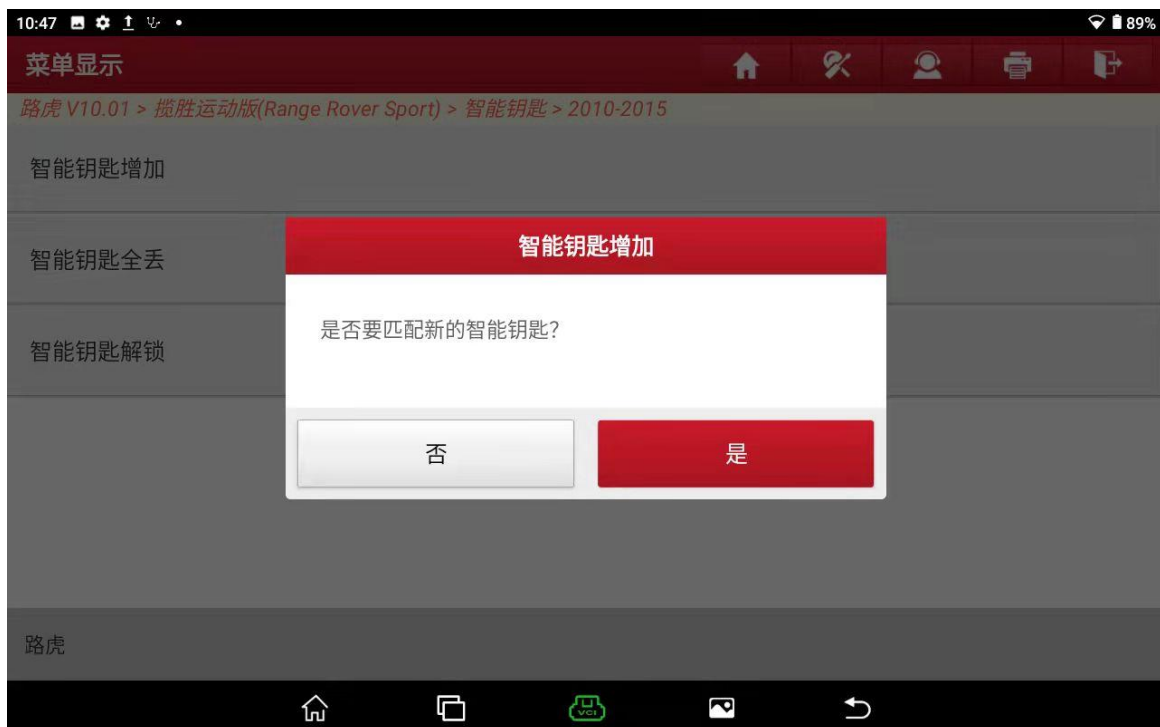 10:47
89%
菜单显示
路虎 V10.01 > 揽胜运动版(Range Rover Sport) > 智能钥匙 > 2010-2015
智能钥匙增加
智能钥匙全丢
智能钥匙解锁
智能钥匙增加
是否要匹配新的智能钥匙?
否
是
路虎
VCI